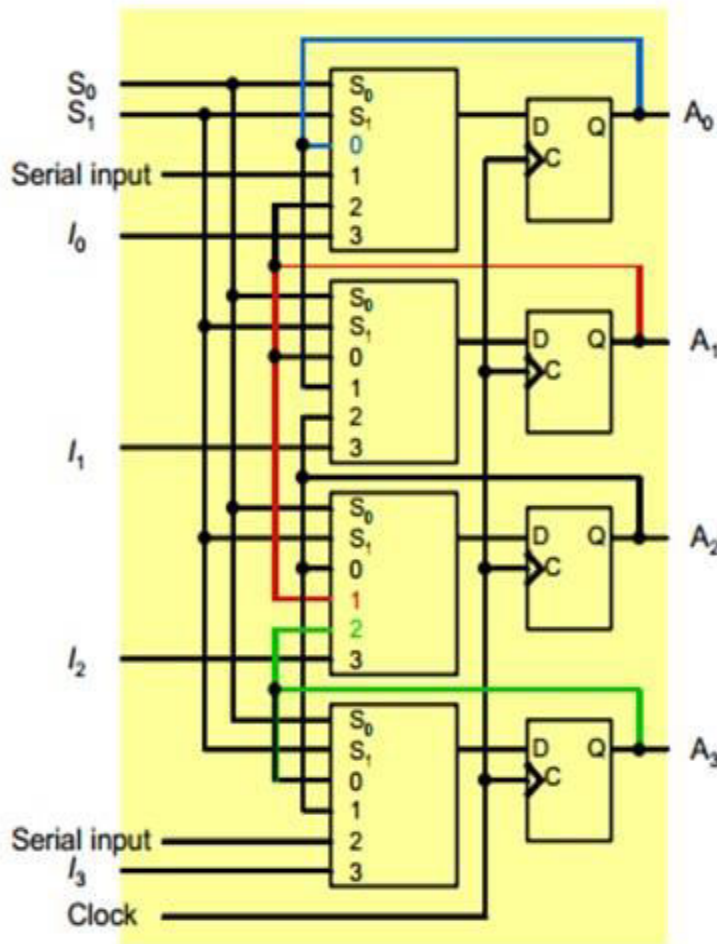 S₀
S₁
Serial input
I₀
S₀
S₁
0
1
2
3
D Q
C
A₀
I₁
S₀
S₁
0
1
2
3
D Q
C
A₁
I₂
S₀
S₁
0
1
2
3
D Q
C
A₂
Serial input
I₃
Clock
S₀
S₁
0
1
2
3
D Q
C
A₃